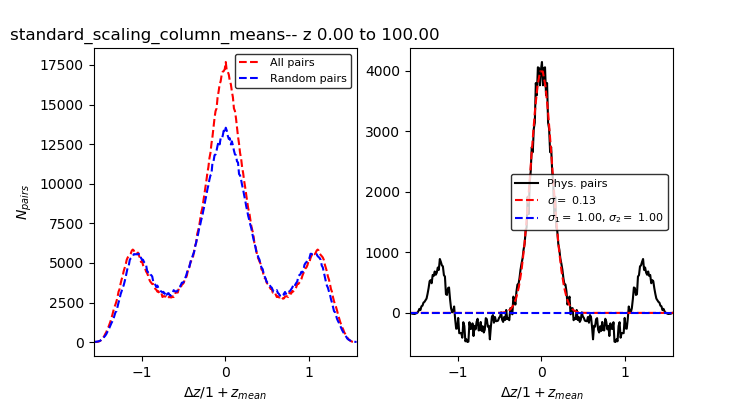 standard_scaling_column_means-- z 0.00 to 100.00
17500
15000
12500
10000
7500
5000
2500
0
N_pairs
All pairs
Random pairs
−1 0 1
Δz/1 + z_mean
4000
3000
2000
1000
0
Phys. pairs
σ = 0.13
σ₁ = 1.00, σ₂ = 1.00
−1 0 1
Δz/1 + z_mean